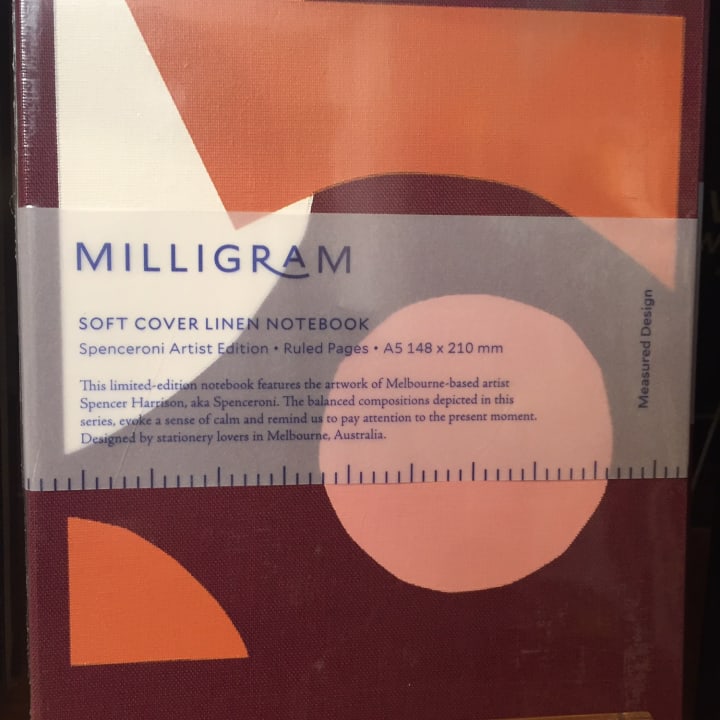 MILLIGRAM
SOFT COVER LINEN NOTEBOOK
Spenceroni Artist Edition • Ruled Pages • A5 148 x 210 mm
This limited-edition notebook features the artwork of Melbourne-based artist
Spencer Harrison, aka Spenceroni. The balanced compositions depicted in this
series, evoke a sense of calm and remind us to pay attention to the present moment.
Designed by stationery lovers in Melbourne, Australia.
Measured Design